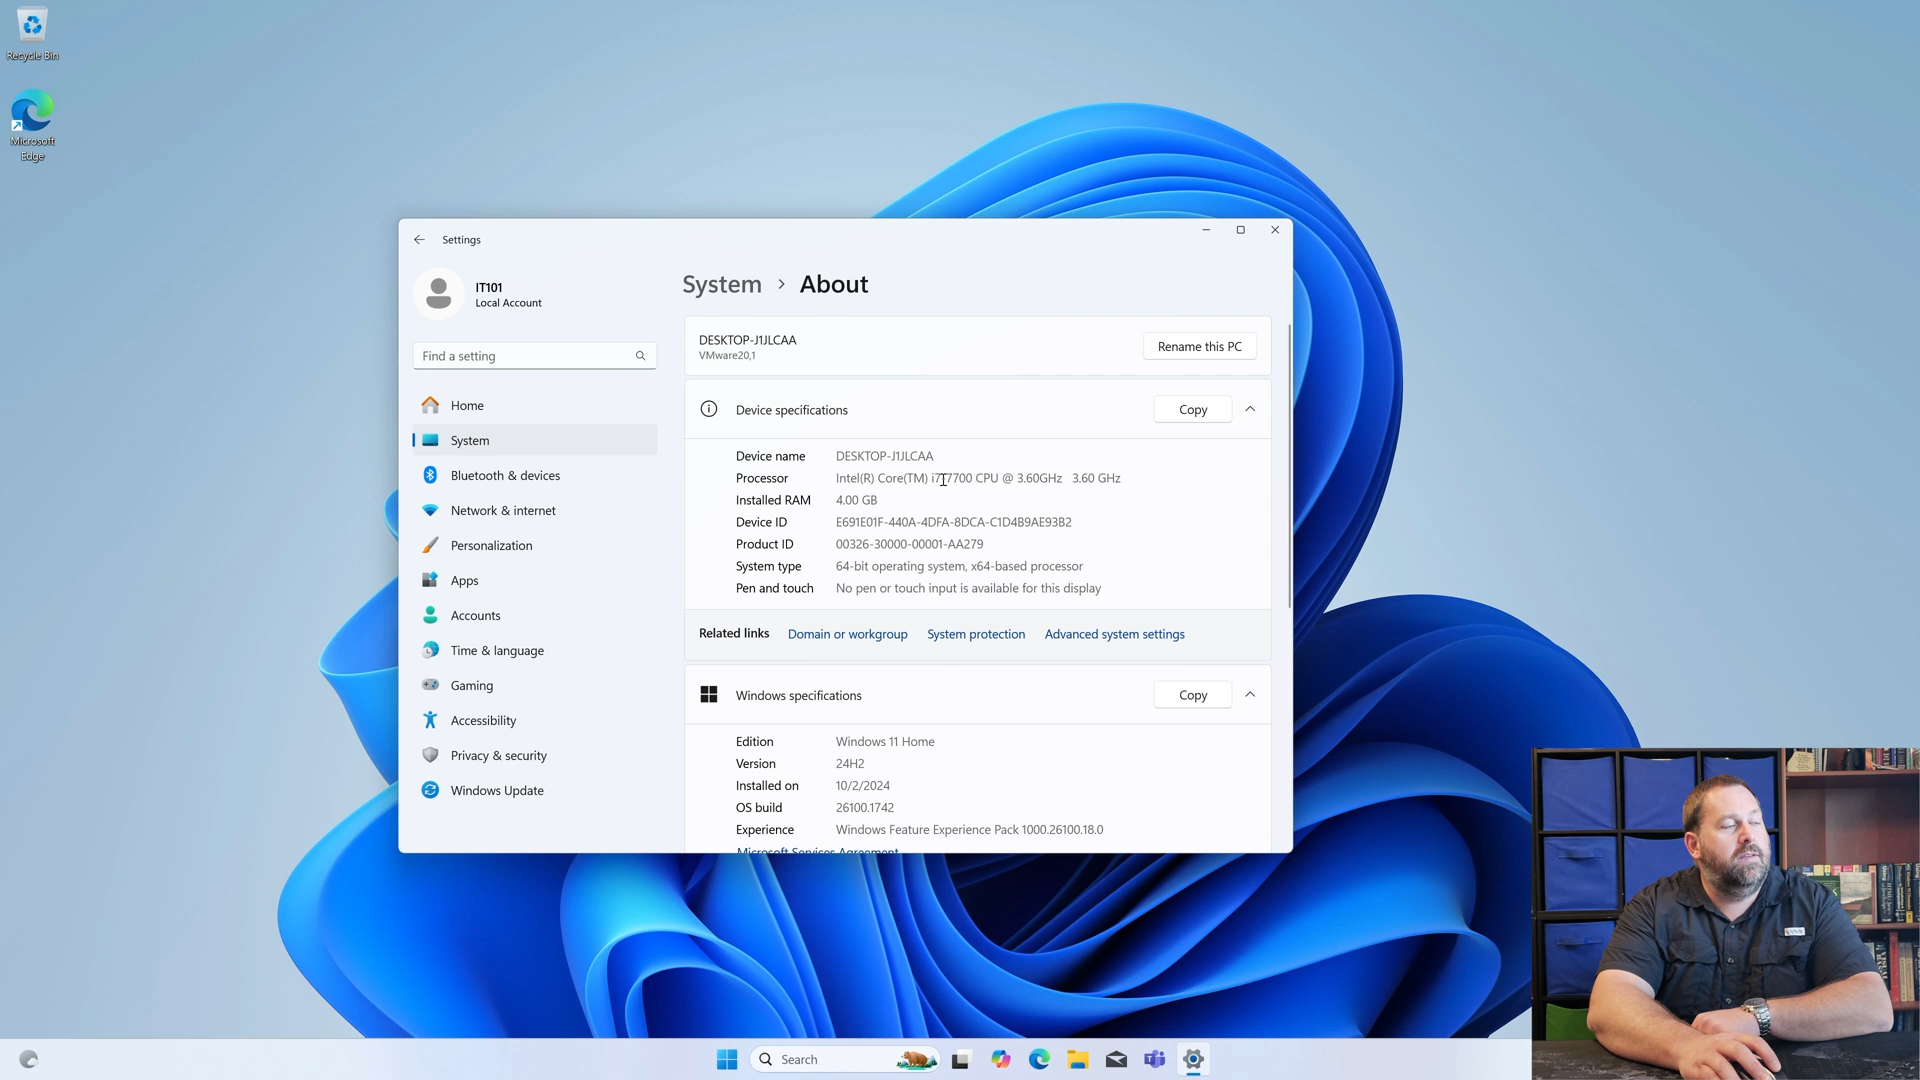 Recycle Bin
Microsoft
Edge
Settings
IT101
Local Account
Find a setting
Home
System
Bluetooth & devices
Network & internet
Personalization
Apps
Accounts
Time & language
Gaming
Accessibility
Privacy & security
Windows Update
System > About
DESKTOP-J1JLCAA
VMware20,1
Rename this PC
Device specifications
Copy
Device name DESKTOP-J1JLCAA
Processor Intel(R) Core(TM) i7-7700 CPU @ 3.60GHz 3.60 GHz
Installed RAM 4.00 GB
Device ID E691E01F-440A-4DFA-8DCA-C1D4B9AE93B2
Product ID 00326-30000-00001-AA279
System type 64-bit operating system, x64-based processor
Pen and touch No pen or touch input is available for this display
Related links Domain or workgroup System protection Advanced system settings
Windows specifications
Copy
Edition Windows 11 Home
Version 24H2
Installed on 10/2/2024
OS build 26100.1742
Experience Windows Feature Experience Pack 1000.26100.18.0
Microsoft Services Agreement
Search